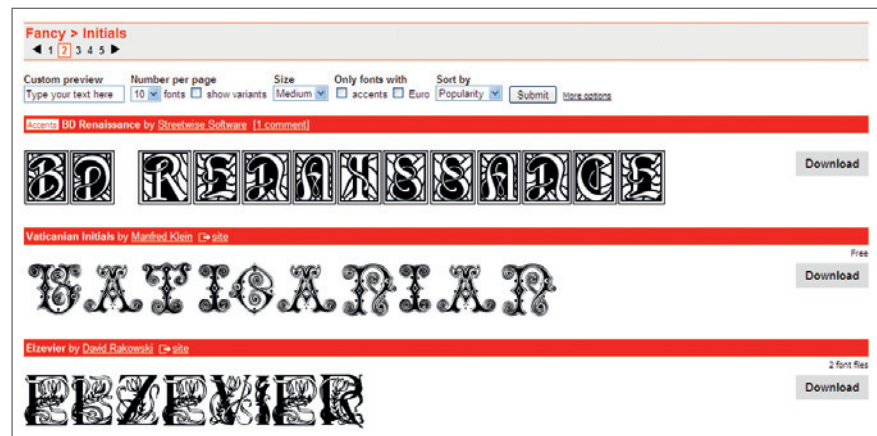 Fancy > Initials
◀ 1 2 3 4 5 ▶
Custom preview Number per page Size Only fonts with Sort by
Type your text here 10 fonts show variants Medium accents Euro Popularity Submit More options
Accents BD Renaissance by Streetwise Software [1 comment]
BD RENAISSANCE
Download
Vaticanian Initials by Manfred Klein site
Free
VATICANIAN
Download
Elzevier by David Rakowski site
2 font files
ELZEVIER
Download